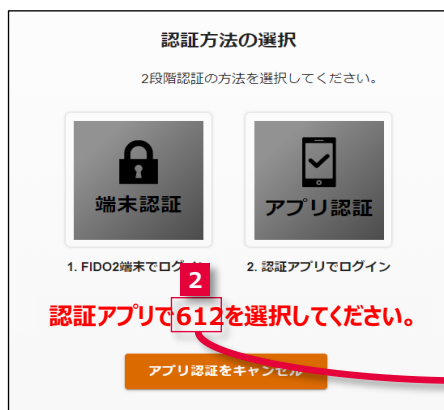 認証方法の選択
2段階認証の方法を選択してください。
端末認証
アプリ認証
1. FIDO2端末でログイン
2. 認証アプリでログイン
2
認証アプリで612を選択してください。
アプリ認証をキャンセル